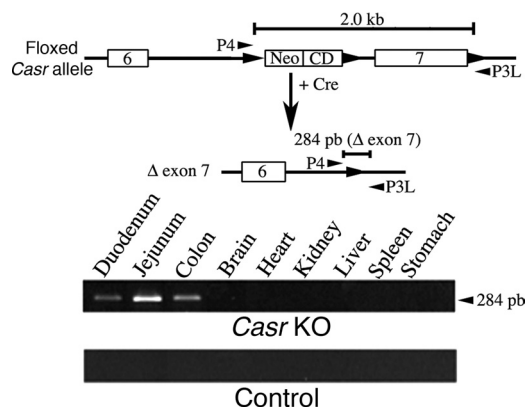 2.0 kb
Floxed
Casr allele
6
P4
Neo CD
7
P3L
+ Cre
284 pb (Δ exon 7)
Δ exon 7
6
P4
P3L
Duodenum
Jejunum
Colon
Brain
Heart
Kidney
Liver
Spleen
Stomach
284 pb
Casr KO
Control